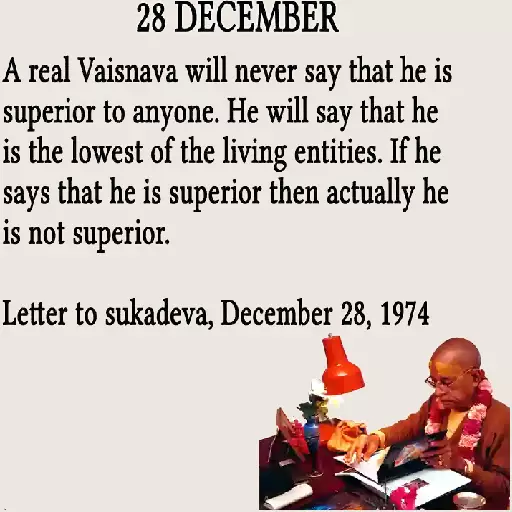 28 DECEMBER
A real Vaisnava will never say that he is
superior to anyone. He will say that he
is the lowest of the living entities. If he
says that he is superior then actually he
is not superior.
Letter to sukadeva, December 28, 1974